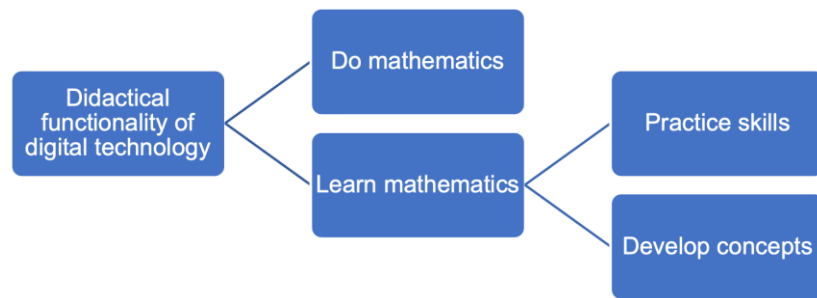 Didactical
functionality of
digital technology
Do mathematics
Learn mathematics
Practice skills
Develop concepts